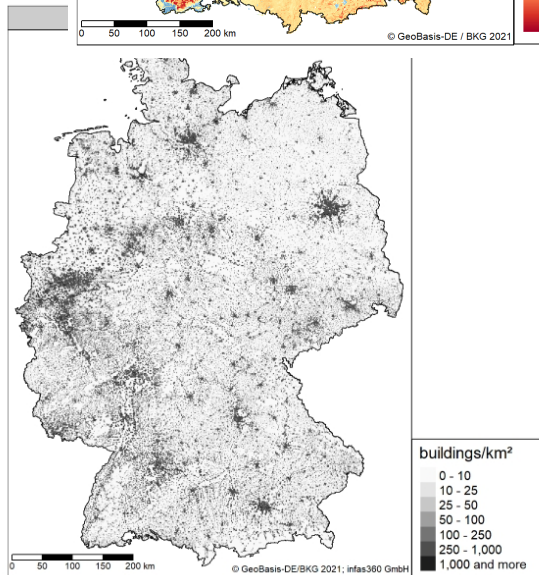 0 50 100 150 200 km
© GeoBasis-DE / BKG 2021
buildings/km²
0 - 10
10 - 25
25 - 50
50 - 100
100 - 250
250 - 1,000
1,000 and more
0 50 100 150 200 km
© GeoBasis-DE/BKG 2021; infas360 GmbH